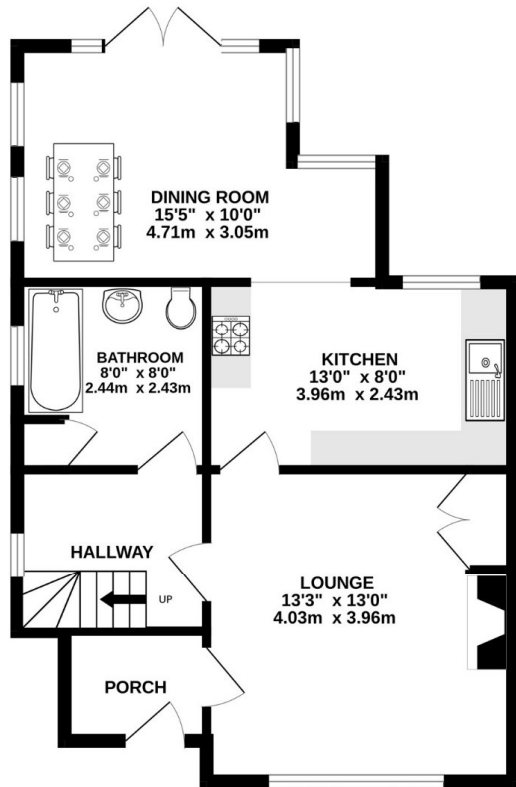 DINING ROOM
15'5" x 10'0"
4.71m x 3.05m
BATHROOM
8'0" x 8'0"
2.44m x 2.43m
KITCHEN
13'0" x 8'0"
3.96m x 2.43m
HALLWAY
UP
LOUNGE
13'3" x 13'0"
4.03m x 3.96m
PORCH